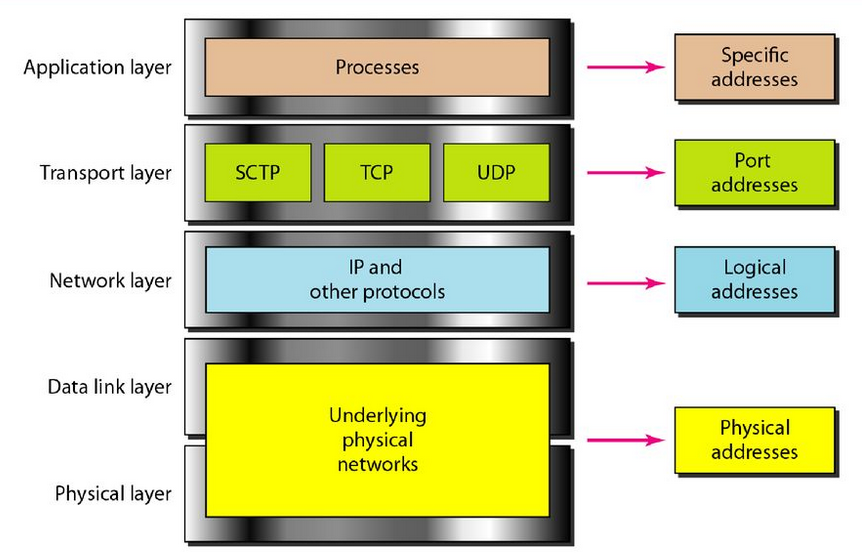 Application layer
Processes
Specific
addresses
Transport layer
SCTP
TCP
UDP
Port
addresses
Network layer
IP and
other protocols
Logical
addresses
Data link layer
Underlying
physical
networks
Physical
addresses
Physical layer